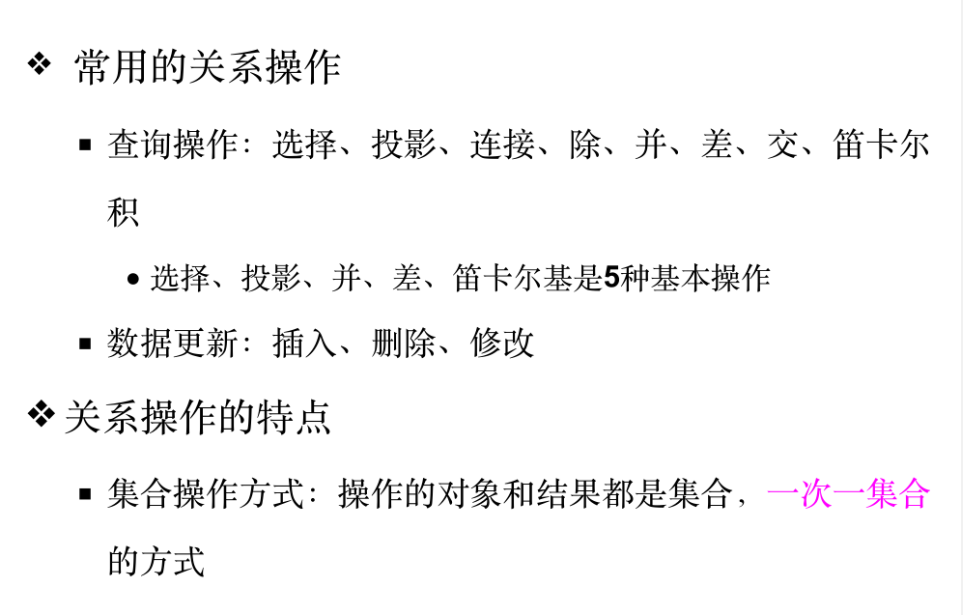 ❖ 常用的关系操作
▪ 查询操作：选择、投影、连接、除、并、差、交、笛卡尔
积
• 选择、投影、并、差、笛卡尔基是5种基本操作
▪ 数据更新：插入、删除、修改
❖ 关系操作的特点
▪ 集合操作方式：操作的对象和结果都是集合，一次一集合
的方式